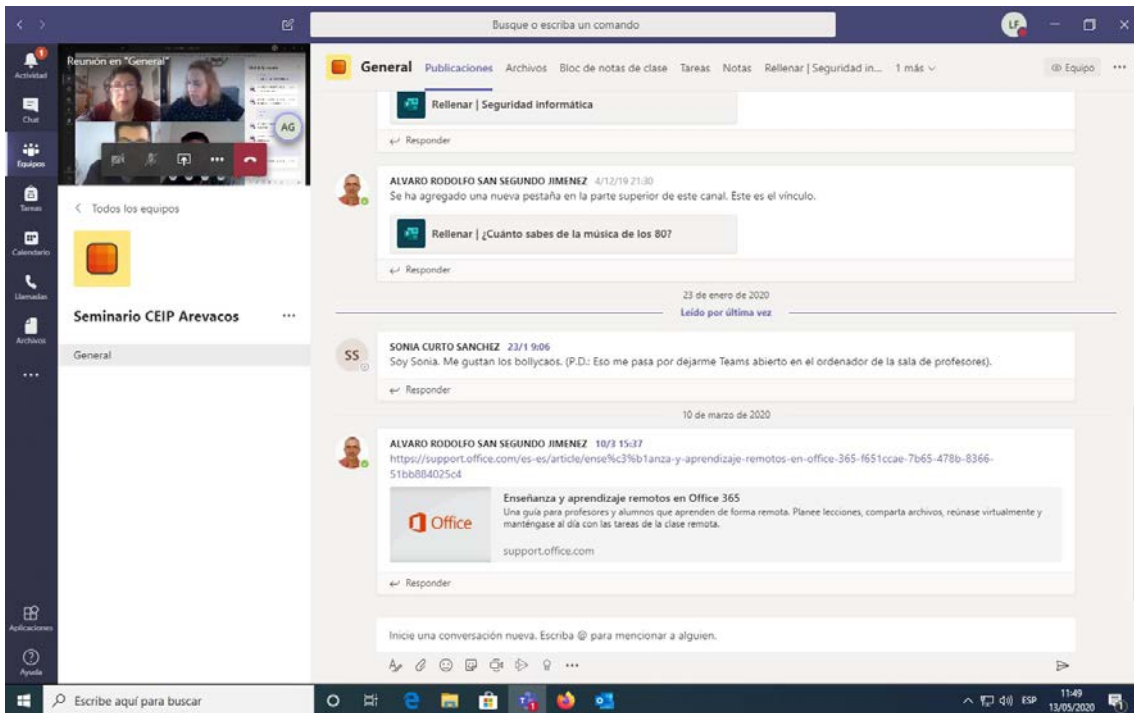 Busque o escriba un comando
LF
Actividad
1
Chat
Equipos
Tareas
Calendario
Llamadas
Archivos
Aplicaciones
Ayuda
Reunión en "General"
AG
Todos los equipos
Seminario CEIP Arevacos
General
General Publicaciones Archivos Bloc de notas de clase Tareas Notas Rellenar | Seguridad in... 1 más
Equipo
Rellenar | Seguridad informática
Responder
ALVARO RODOLFO SAN SEGUNDO JIMENEZ 4/12/19 21:30
Se ha agregado una nueva pestaña en la parte superior de este canal. Este es el vínculo.
Rellenar | ¿Cuánto sabes de la música de los 80?
Responder
23 de enero de 2020
Leído por última vez
SS
SONIA CURTO SANCHEZ 23/1 9:06
Soy Sonia. Me gustan los bollycaos. (P.D.: Eso me pasa por dejarme Teams abierto en el ordenador de la sala de profesores).
Responder
10 de marzo de 2020
ALVARO RODOLFO SAN SEGUNDO JIMENEZ 10/3 15:37
https://support.office.com/es-es/article/ense%c3%b1anza-y-aprendizaje-remotos-en-office-365-f651ccae-7b65-478b-8366-
51bb884025c4
Office
Enseñanza y aprendizaje remotos en Office 365
Una guía para profesores y alumnos que aprenden de forma remota. Planee lecciones, comparta archivos, reúnase virtualmente y
manténgase al día con las tareas de la clase remota.
support.office.com
Responder
Inicie una conversación nueva. Escriba @ para mencionar a alguien.
Escribe aquí para buscar
ESP
11:49
13/05/2020